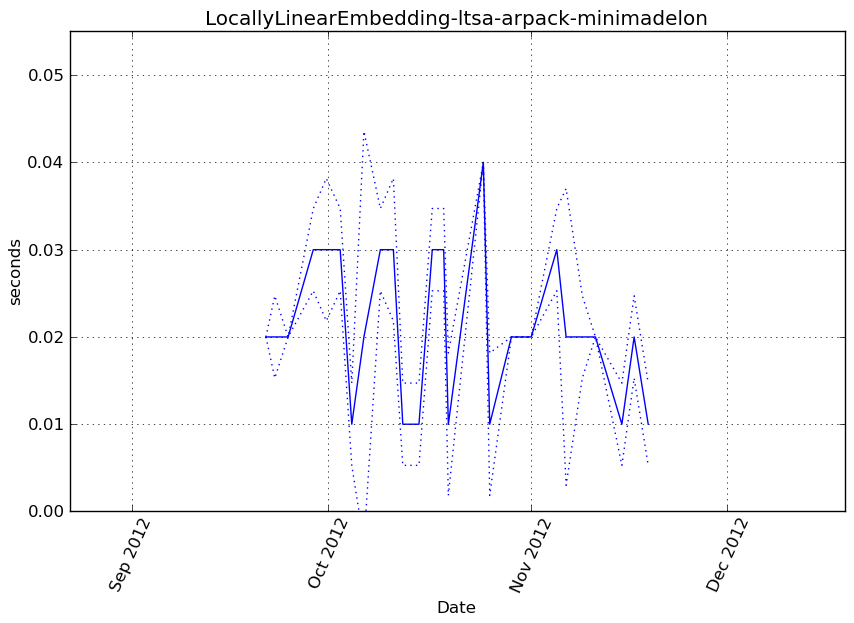 LocallyLinearEmbedding-ltsa-arpack-minimadelon
0.05
0.04
0.03
0.02
0.01
0.00
seconds
Sep 2012
Oct 2012
Nov 2012
Dec 2012
Date